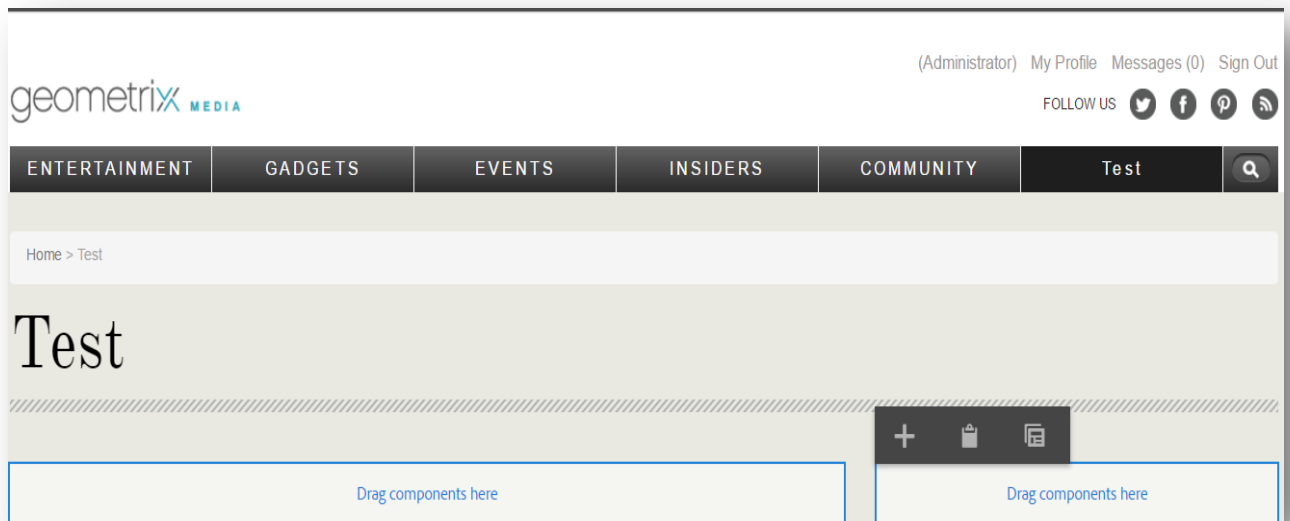 (Administrator) My Profile Messages (0) Sign Out
geometrixx MEDIA
FOLLOW US
ENTERTAINMENT GADGETS EVENTS INSIDERS COMMUNITY Test
Home > Test
Test
Drag components here Drag components here